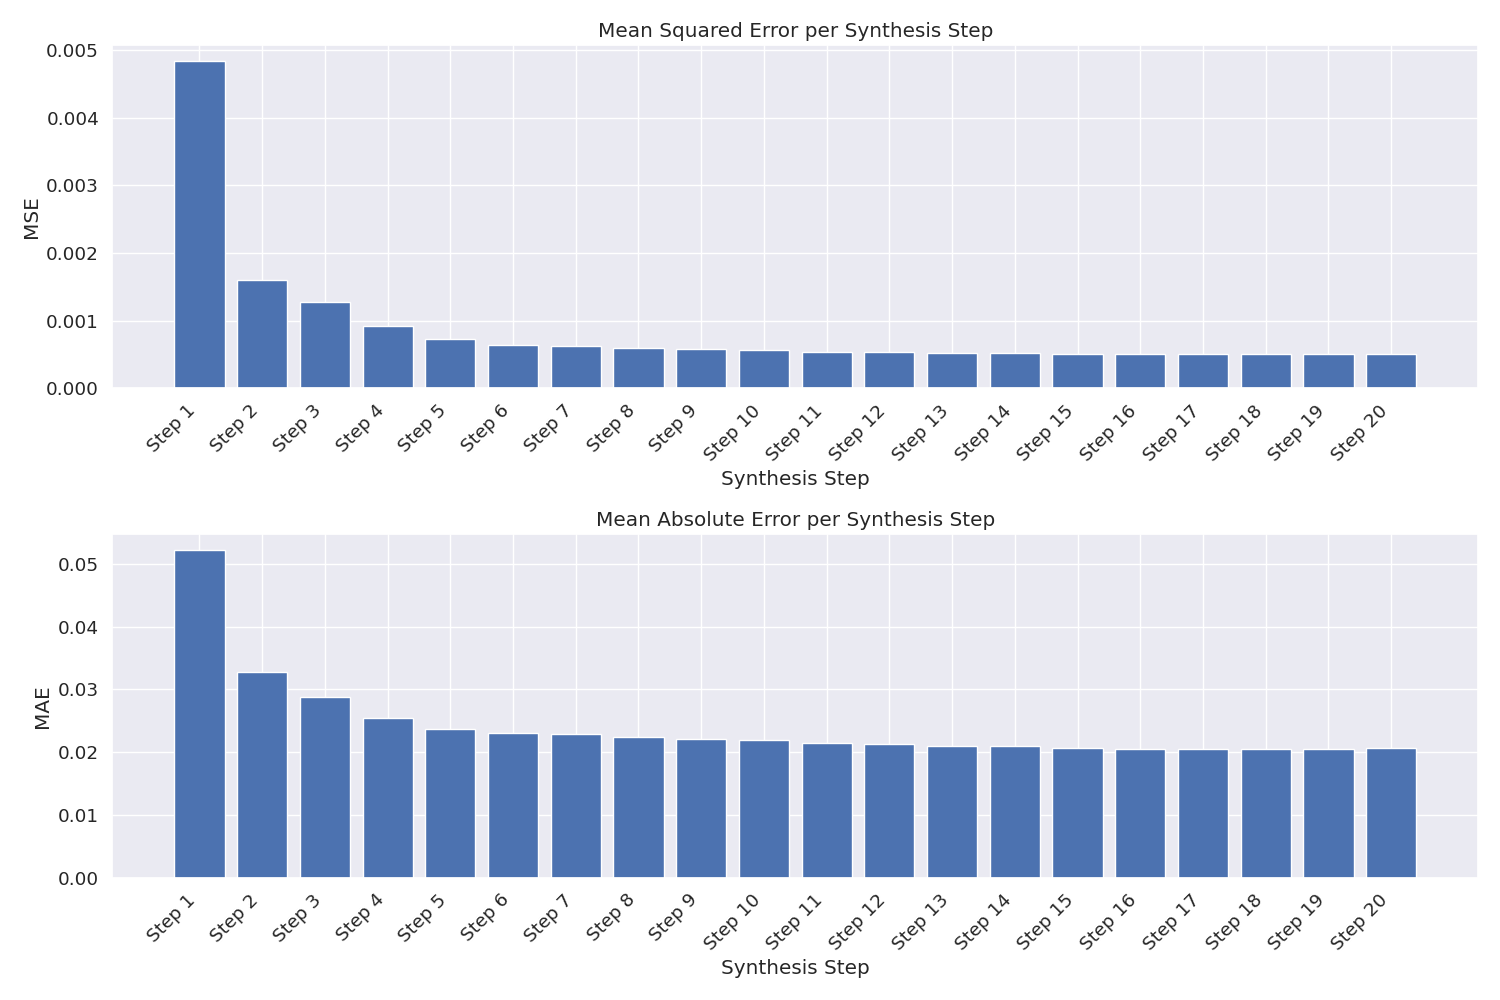 Mean Squared Error per Synthesis Step
0.005
0.004
0.003
0.002
0.001
0.000
MSE
Step 1
Step 2
Step 3
Step 4
Step 5
Step 6
Step 7
Step 8
Step 9
Step 10
Step 11
Step 12
Step 13
Step 14
Step 15
Step 16
Step 17
Step 18
Step 19
Step 20
Synthesis Step
Mean Absolute Error per Synthesis Step
0.05
0.04
0.03
0.02
0.01
0.00
MAE
Step 1
Step 2
Step 3
Step 4
Step 5
Step 6
Step 7
Step 8
Step 9
Step 10
Step 11
Step 12
Step 13
Step 14
Step 15
Step 16
Step 17
Step 18
Step 19
Step 20
Synthesis Step